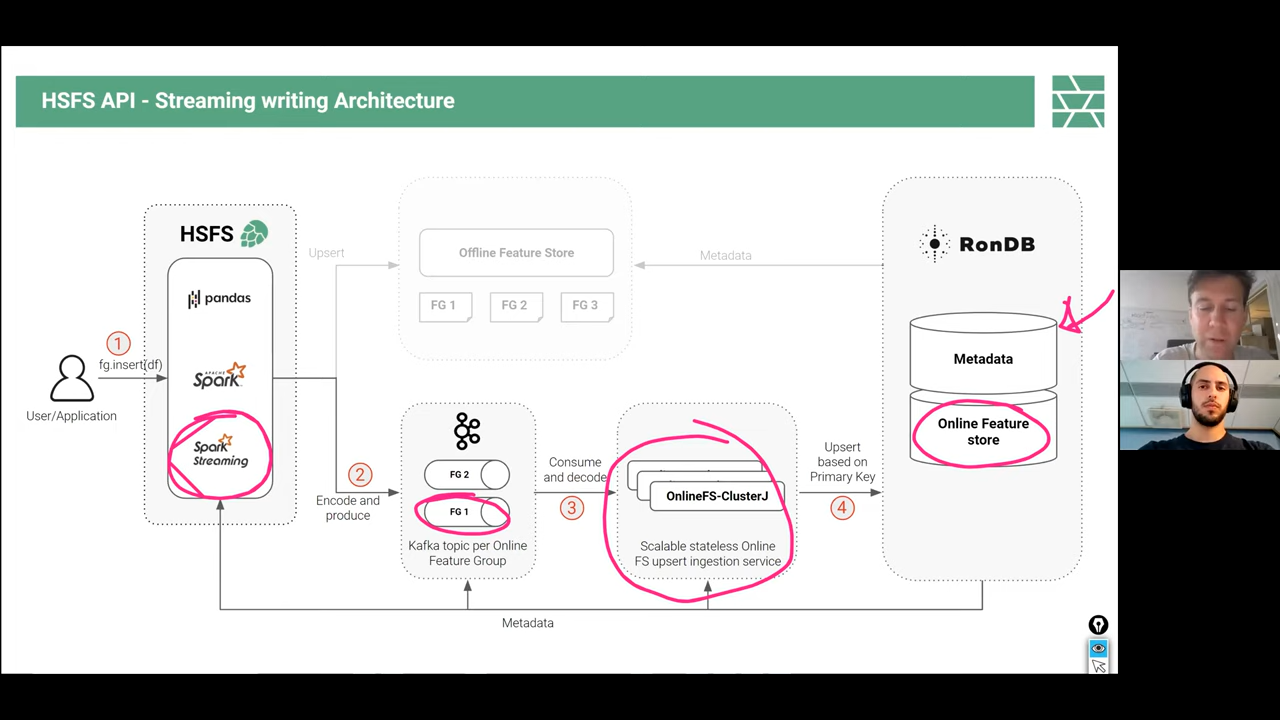 HSFS API - Streaming writing Architecture
HSFS
pandas
APACHE
Spark
Spark
Streaming
1
fg.insert(df)
User/Application
Upsert
Offline Feature Store
FG 1
FG 2
FG 3
Metadata
2
Encode and
produce
FG 2
FG 1
Kafka topic per Online
Feature Group
Consume
and decode
3
OnlineFS-ClusterJ
Scalable stateless Online
FS upsert ingestion service
Upsert
based on
Primary Key
4
RonDB
Metadata
Online Feature
store
Metadata